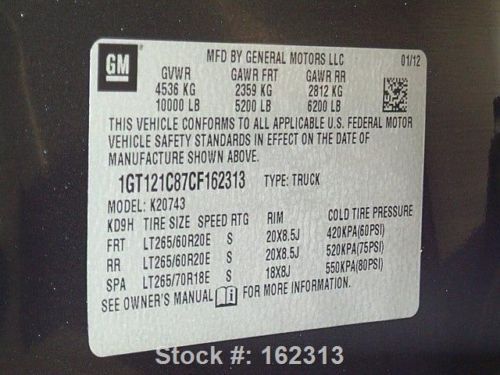 GM
MFD BY GENERAL MOTORS LLC 01/12
GVWR GAWR FRT GAWR RR
4536 KG 2359 KG 2812 KG
10000 LB 5200 LB 6200 LB
THIS VEHICLE CONFORMS TO ALL APPLICABLE U.S. FEDERAL MOTOR
VEHICLE SAFETY STANDARDS IN EFFECT ON THE DATE OF
MANUFACTURE SHOWN ABOVE.
1GT121C87CF162313 TYPE: TRUCK
MODEL: K20743
KD9H TIRE SIZE SPEED RTG RIM COLD TIRE PRESSURE
FRT LT265/60R20E S 20X8.5J 420KPA(60PSI)
RR LT265/60R20E S 20X8.5J 520KPA(75PSI)
SPA LT265/70R18E S 18X8J 550KPA(80PSI)
SEE OWNER'S MANUAL FOR MORE INFORMATION.
Stock #: 162313